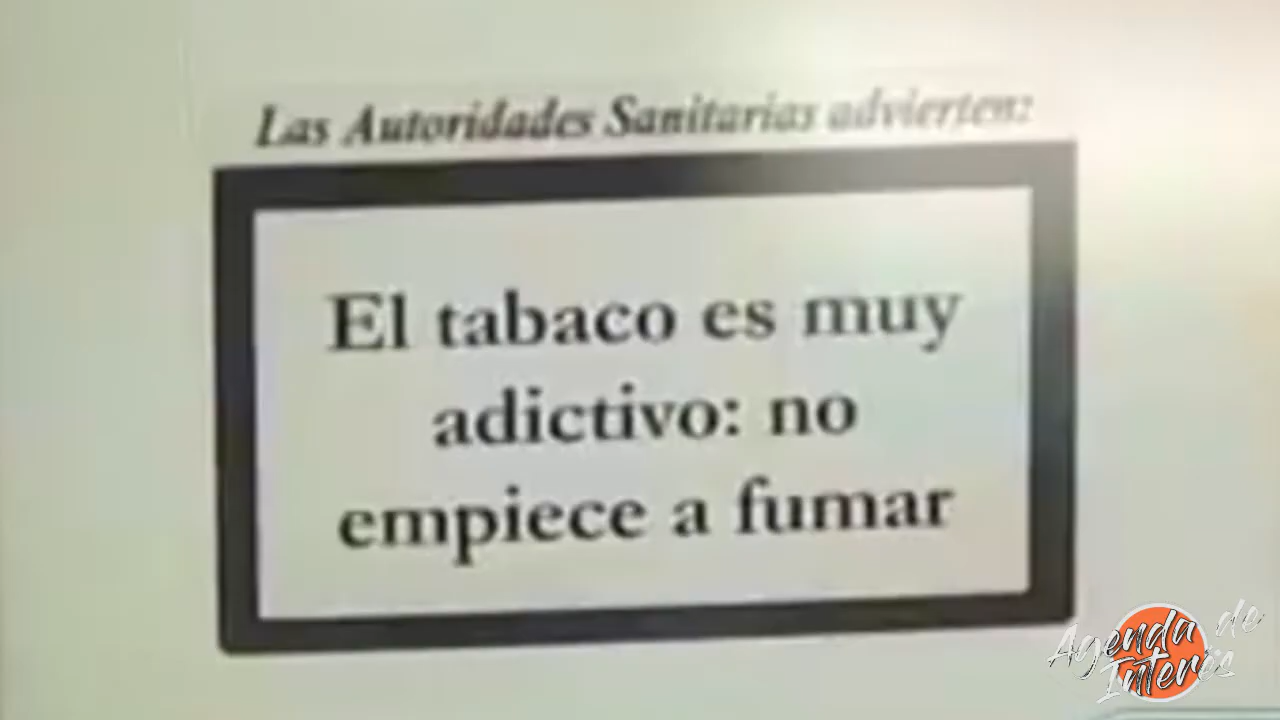 Las Autoridades Sanitarias advierten:
El tabaco es muy
adictivo: no
empiece a fumar
Agenda de
Interés